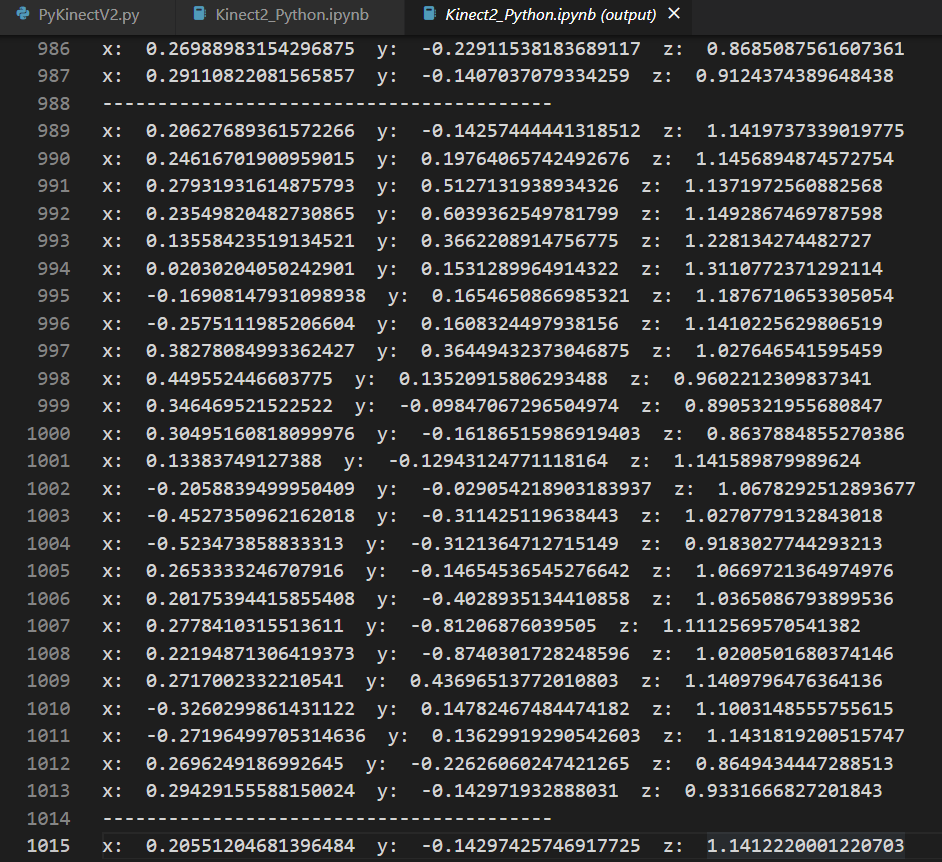 PyKinectV2.py Kinect2_Python.ipynb Kinect2_Python.ipynb (output) ×
986 x: 0.26988983154296875 y: -0.22911538183689117 z: 0.8685087561607361
987 x: 0.29110822081565857 y: -0.1407037079334259 z: 0.9124374389648438
988 -----------------------------------------
989 x: 0.20627689361572266 y: -0.14257444441318512 z: 1.1419737339019775
990 x: 0.24616701900959015 y: 0.19764065742492676 z: 1.1456894874572754
991 x: 0.27931931614875793 y: 0.5127131938934326 z: 1.1371972560882568
992 x: 0.23549820482730865 y: 0.6039362549781799 z: 1.1492867469787598
993 x: 0.13558423519134521 y: 0.3662208914756775 z: 1.228134274482727
994 x: 0.02030204050242901 y: 0.1531289964914322 z: 1.3110772371292114
995 x: -0.16908147931098938 y: 0.1654650866985321 z: 1.1876710653305054
996 x: -0.2575111985206604 y: 0.1608324497938156 z: 1.1410225629806519
997 x: 0.38278084993362427 y: 0.36449432373046875 z: 1.027646541595459
998 x: 0.449552446603775 y: 0.13520915806293488 z: 0.9602212309837341
999 x: 0.346469521522522 y: -0.09847067296504974 z: 0.8905321955680847
1000 x: 0.30495160818099976 y: -0.16186515986919403 z: 0.8637884855270386
1001 x: 0.13383749127388 y: -0.12943124771118164 z: 1.141589879989624
1002 x: -0.2058839499950409 y: -0.029054218903183937 z: 1.0678292512893677
1003 x: -0.4527350962162018 y: -0.311425119638443 z: 1.0270779132843018
1004 x: -0.523473858833313 y: -0.3121364712715149 z: 0.9183027744293213
1005 x: 0.2653333246707916 y: -0.14654536545276642 z: 1.0669721364974976
1006 x: 0.20175394415855408 y: -0.4028935134410858 z: 1.0365086793899536
1007 x: 0.2778410315513611 y: -0.81206876039505 z: 1.1112569570541382
1008 x: 0.22194871306419373 y: -0.8740301728248596 z: 1.0200501680374146
1009 x: 0.2717002332210541 y: 0.43696513772010803 z: 1.1409796476364136
1010 x: -0.3260299861431122 y: 0.14782467484474182 z: 1.1003148555755615
1011 x: -0.27196499705314636 y: 0.13629919290542603 z: 1.1431819200515747
1012 x: 0.2696249186992645 y: -0.22626060247421265 z: 0.8649434447288513
1013 x: 0.29429155588150024 y: -0.142971932888031 z: 0.9331666827201843
1014 -----------------------------------------
1015 x: 0.20551204681396484 y: -0.14297425746917725 z: 1.1412220001220703